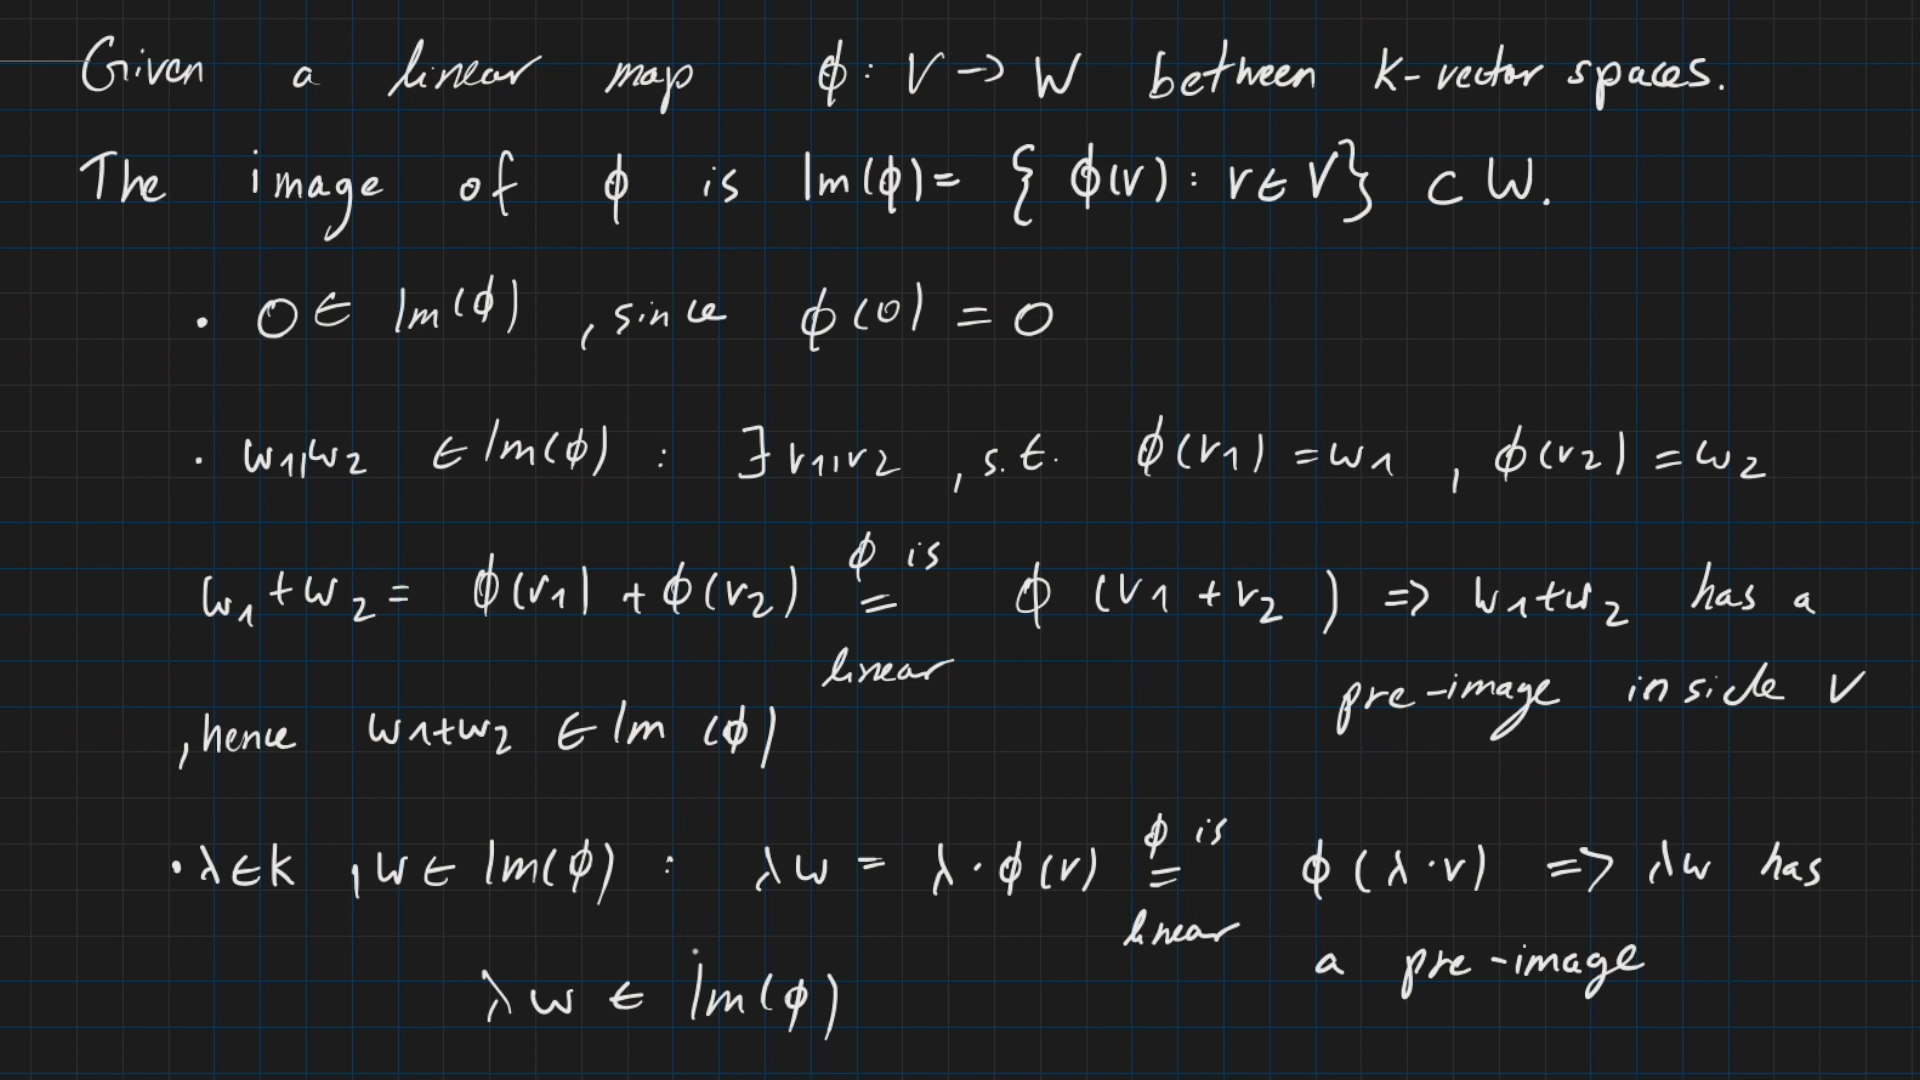 Given a linear map ϕ: V -> W between k-vector spaces.
The image of ϕ is Im(ϕ)= { ϕ(v) : v∈V} ⊂ W.
· 0∈ Im(ϕ) , since ϕ(0) = 0
· w1,w2 ∈ Im(ϕ) : ∃ v1,v2 , s.t. ϕ(v1) = w1 , ϕ(v2) = w2
w1+w2 = ϕ(v1) + ϕ(v2) = ϕ is linear ϕ (v1 + v2 ) => w1+w2 has a
pre-image inside V
, hence w1+w2 ∈ Im (ϕ)
· λ∈k , w∈ Im(ϕ) : λw = λ·ϕ(v) = ϕ is linear ϕ(λ·v) => λw has
a pre-image
λw ∈ Im(ϕ)